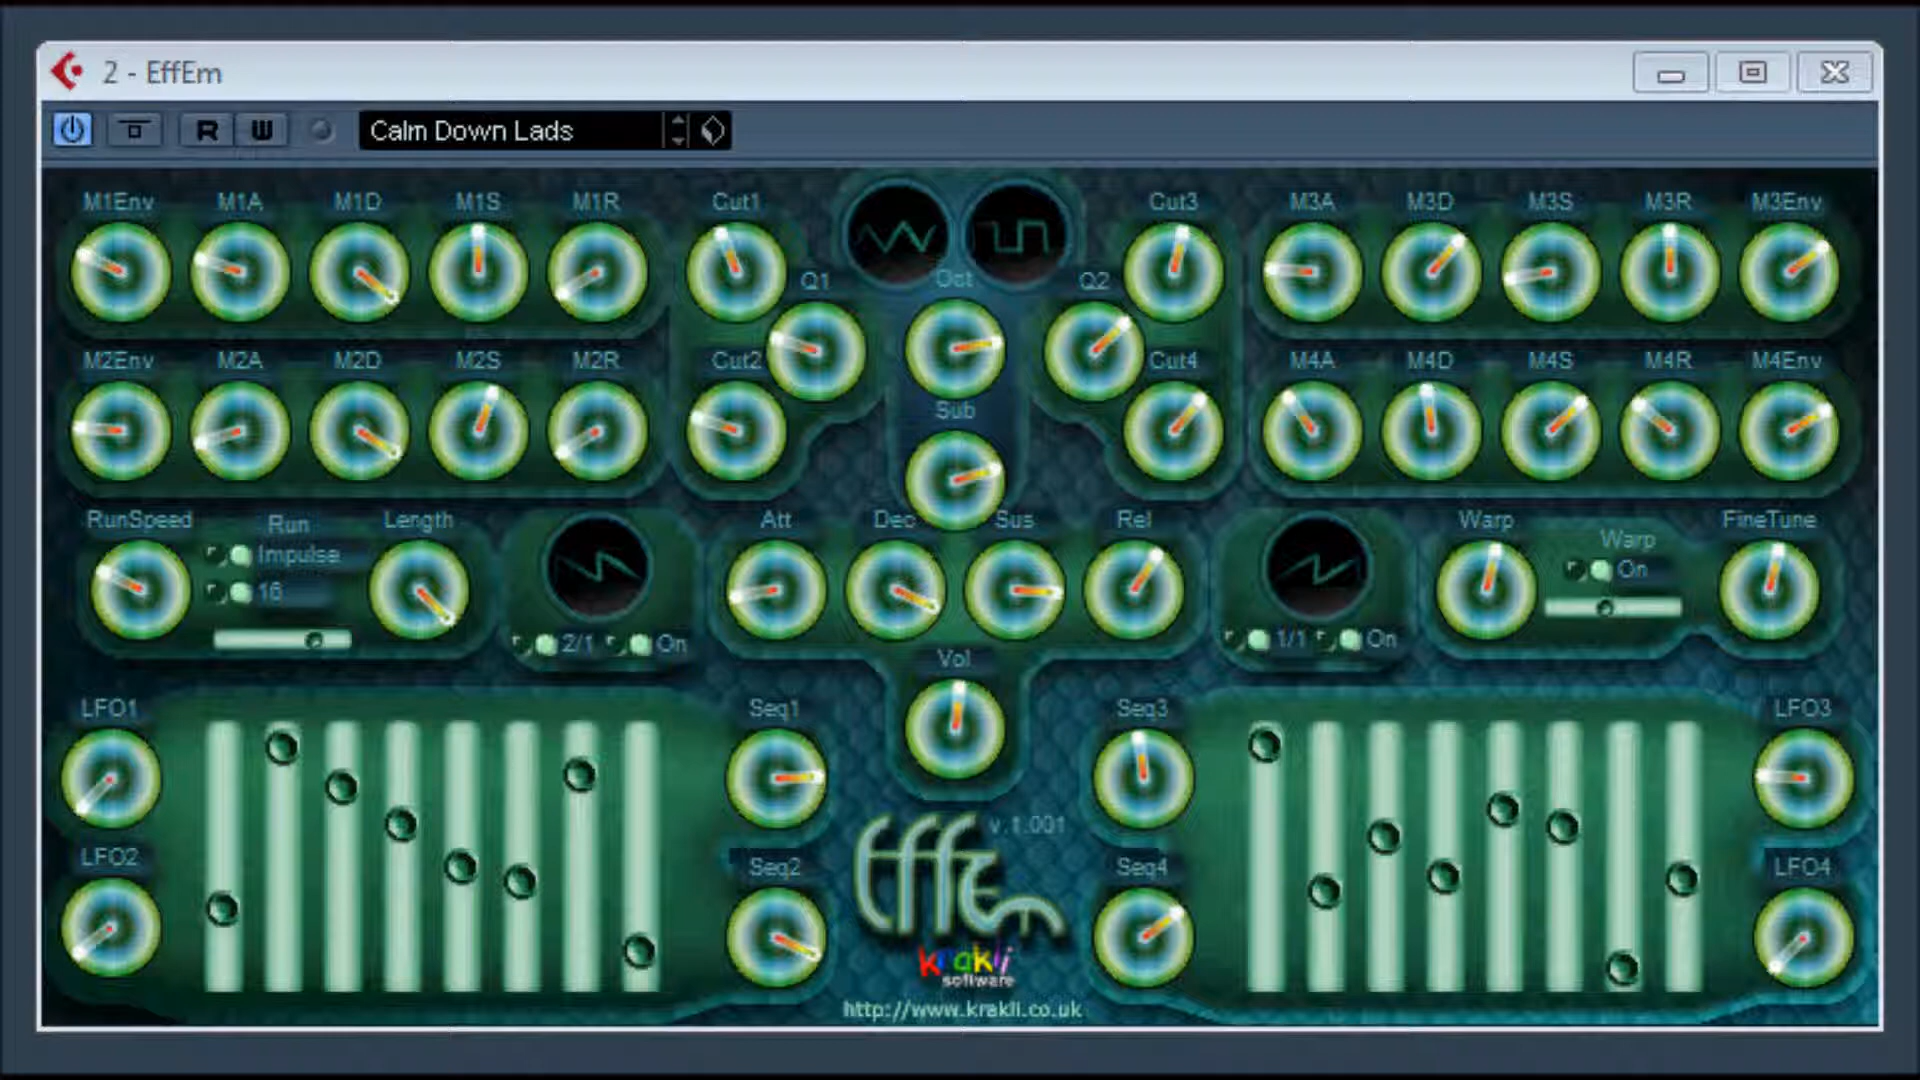 2 - EffEm
R W Calm Down Lads
M1Env M1A M1D M1S M1R Cut1 Cut3 M3A M3D M3S M3R M3Env
Q1 Oct Q2
M2Env M2A M2D M2S M2R Cut2 Cut4 M4A M4D M4S M4R M4Env
Sub
RunSpeed Run Length Att Dec Sus Rel Warp Warp FineTune
Impulse On
16
2/1 On 1/1 On
Vol
LFO1 Seq1 Seq3 LFO3
EffEm v.1.001
LFO2 Seq2 Seq4 LFO4
krakli
software
http://www.krakli.co.uk